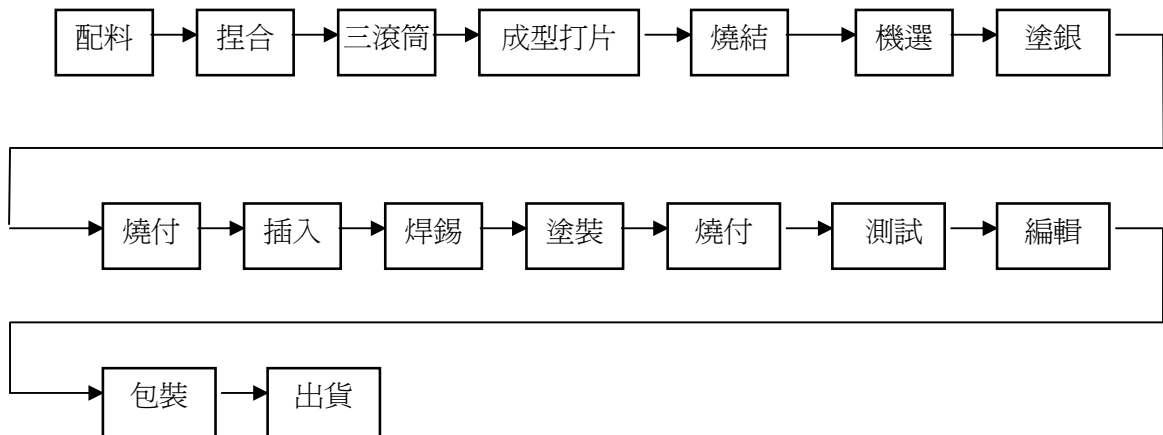 配料 捏合 三滾筒 成型打片 燒結 機選 塗銀
燒付 插入 焊錫 塗裝 燒付 測試 編輯
包裝 出貨